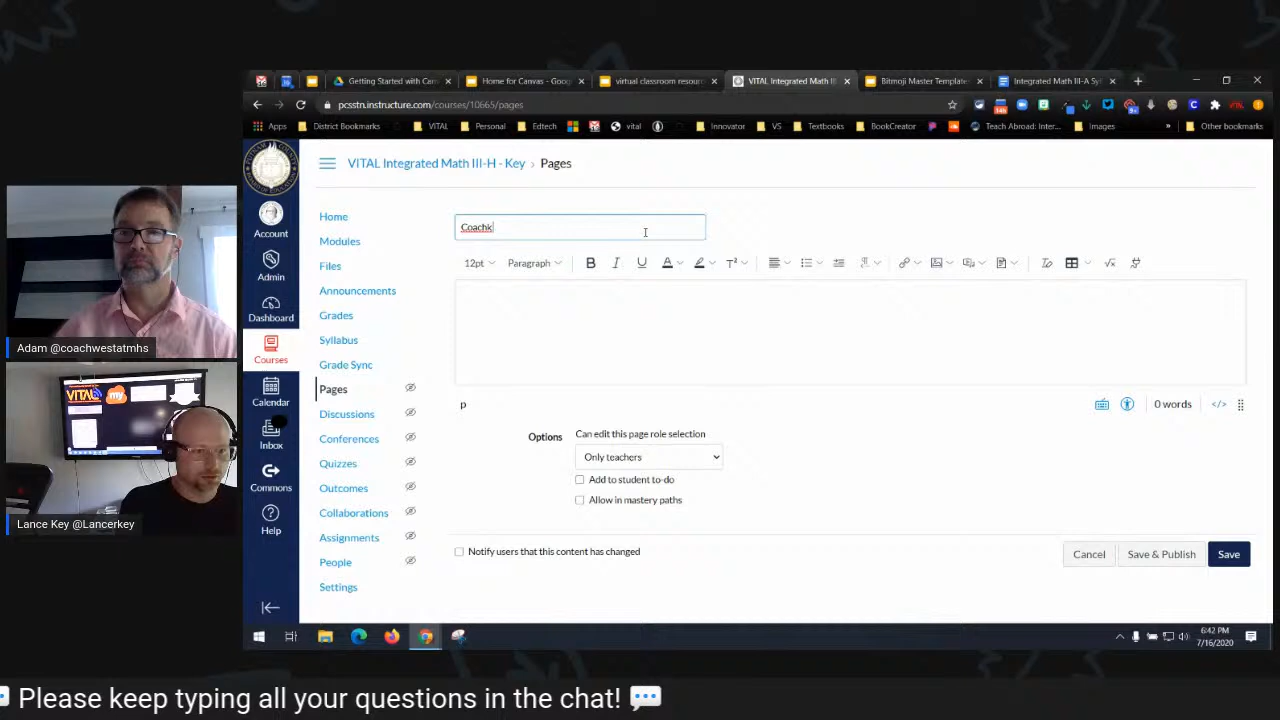 Getting Started with Can
Home for Canvas - Goog
virtual classroom resour
VITAL Integrated Math II
Bitmoji Master Template
Integrated Math III-A Sy
pcsstn.instructure.com/courses/10665/pages
Apps
District Bookmarks
VITAL
Personal
Edtech
vital
Innovator
VS
Textbooks
BookCreator
Teach Abroad: Inter...
Images
»
Other bookmarks
VITAL Integrated Math III-H - Key › Pages
Account
Admin
Dashboard
Courses
Calendar
Inbox
Commons
Help
Home
Modules
Files
Announcements
Grades
Syllabus
Grade Sync
Pages
Discussions
Conferences
Quizzes
Outcomes
Collaborations
Assignments
People
Settings
Coachk
12pt
Paragraph
B I U A
p
0 words
</>
Options
Can edit this page role selection
Only teachers
Add to student to-do
Allow in mastery paths
Notify users that this content has changed
Cancel
Save & Publish
Save
6:42 PM
7/16/2020
Adam @coachwestatmhs
VITAL
my
Lance Key @Lancerkey
Please keep typing all your questions in the chat!